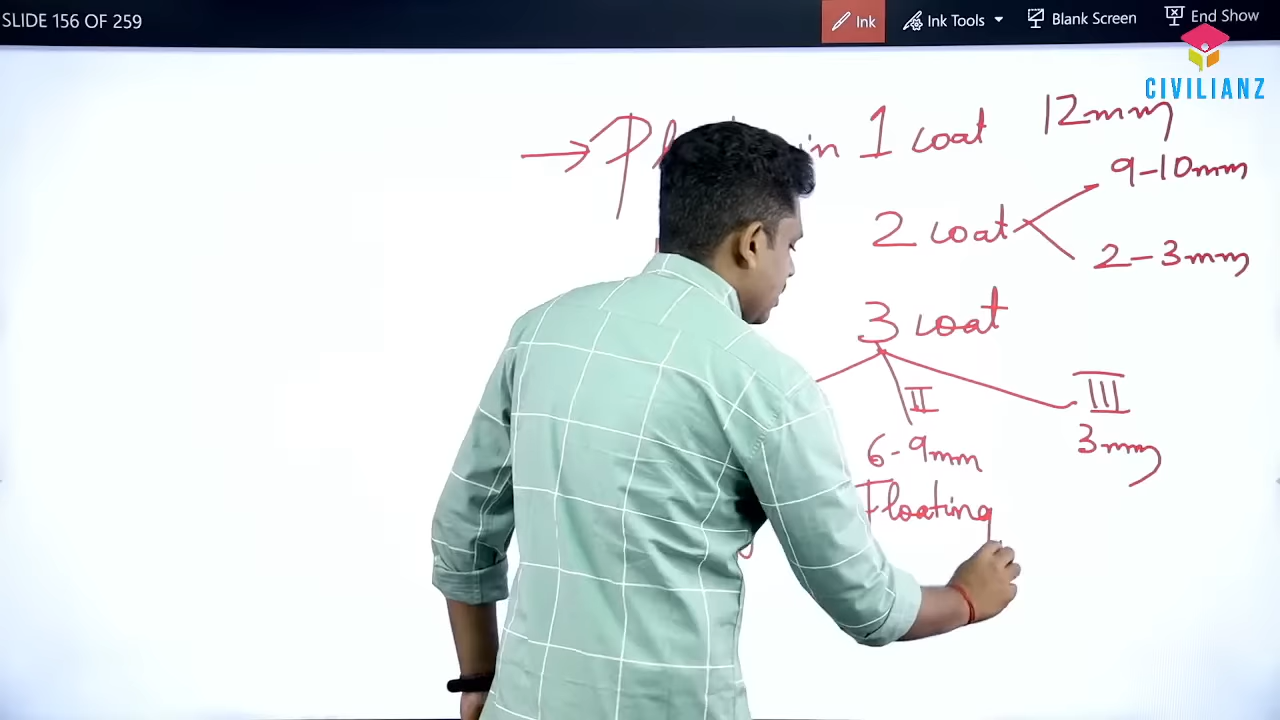 SLIDE 156 OF 259
Ink
Ink Tools
Blank Screen
End Show
CIVILIANZ
in 1 coat 12mm
9-10mm
2 coat
2-3mm
3 coat
II
III
6-9mm
3mm
Floating